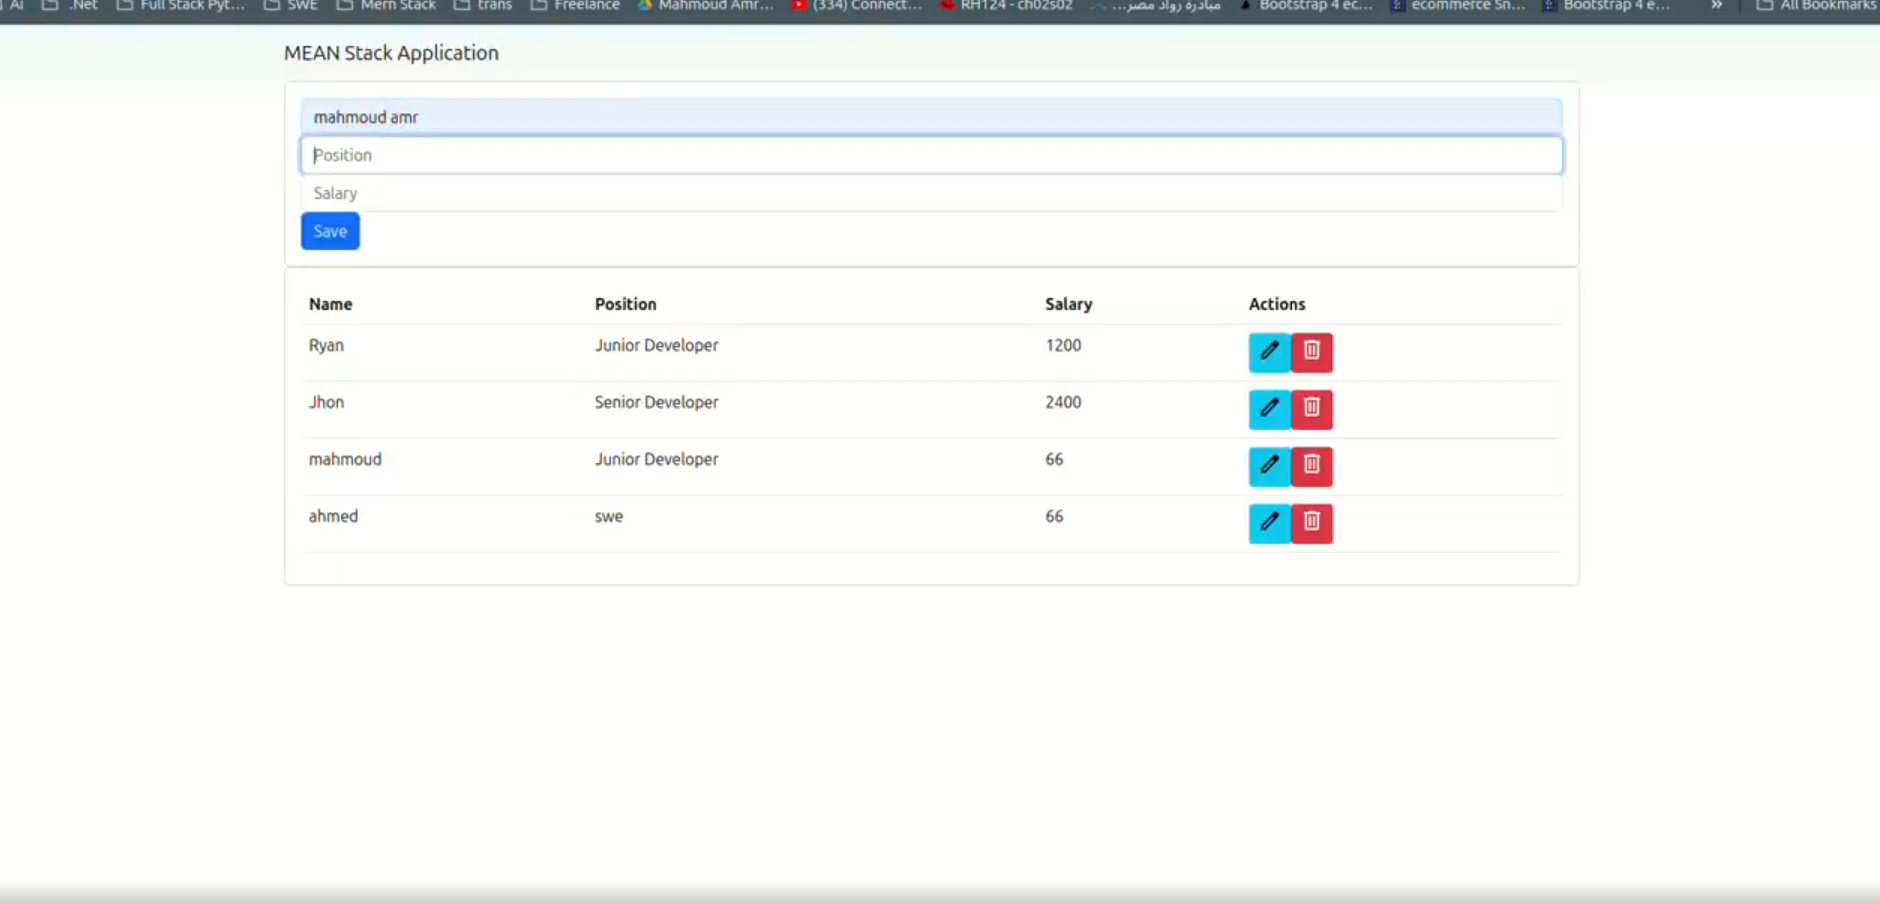 Ai .Net Full Stack Pyt... SWE Mern Stack trans Freelance Mahmoud Amr... (334) Connect... RH124 - ch02s02 مبادرة رواد مصر... Bootstrap 4 ec... ecommerce Sn... Bootstrap 4 e... » All Bookmarks
MEAN Stack Application
mahmoud amr
Position
Salary
Save
Name Position Salary Actions
Ryan Junior Developer 1200
Jhon Senior Developer 2400
mahmoud Junior Developer 66
ahmed swe 66